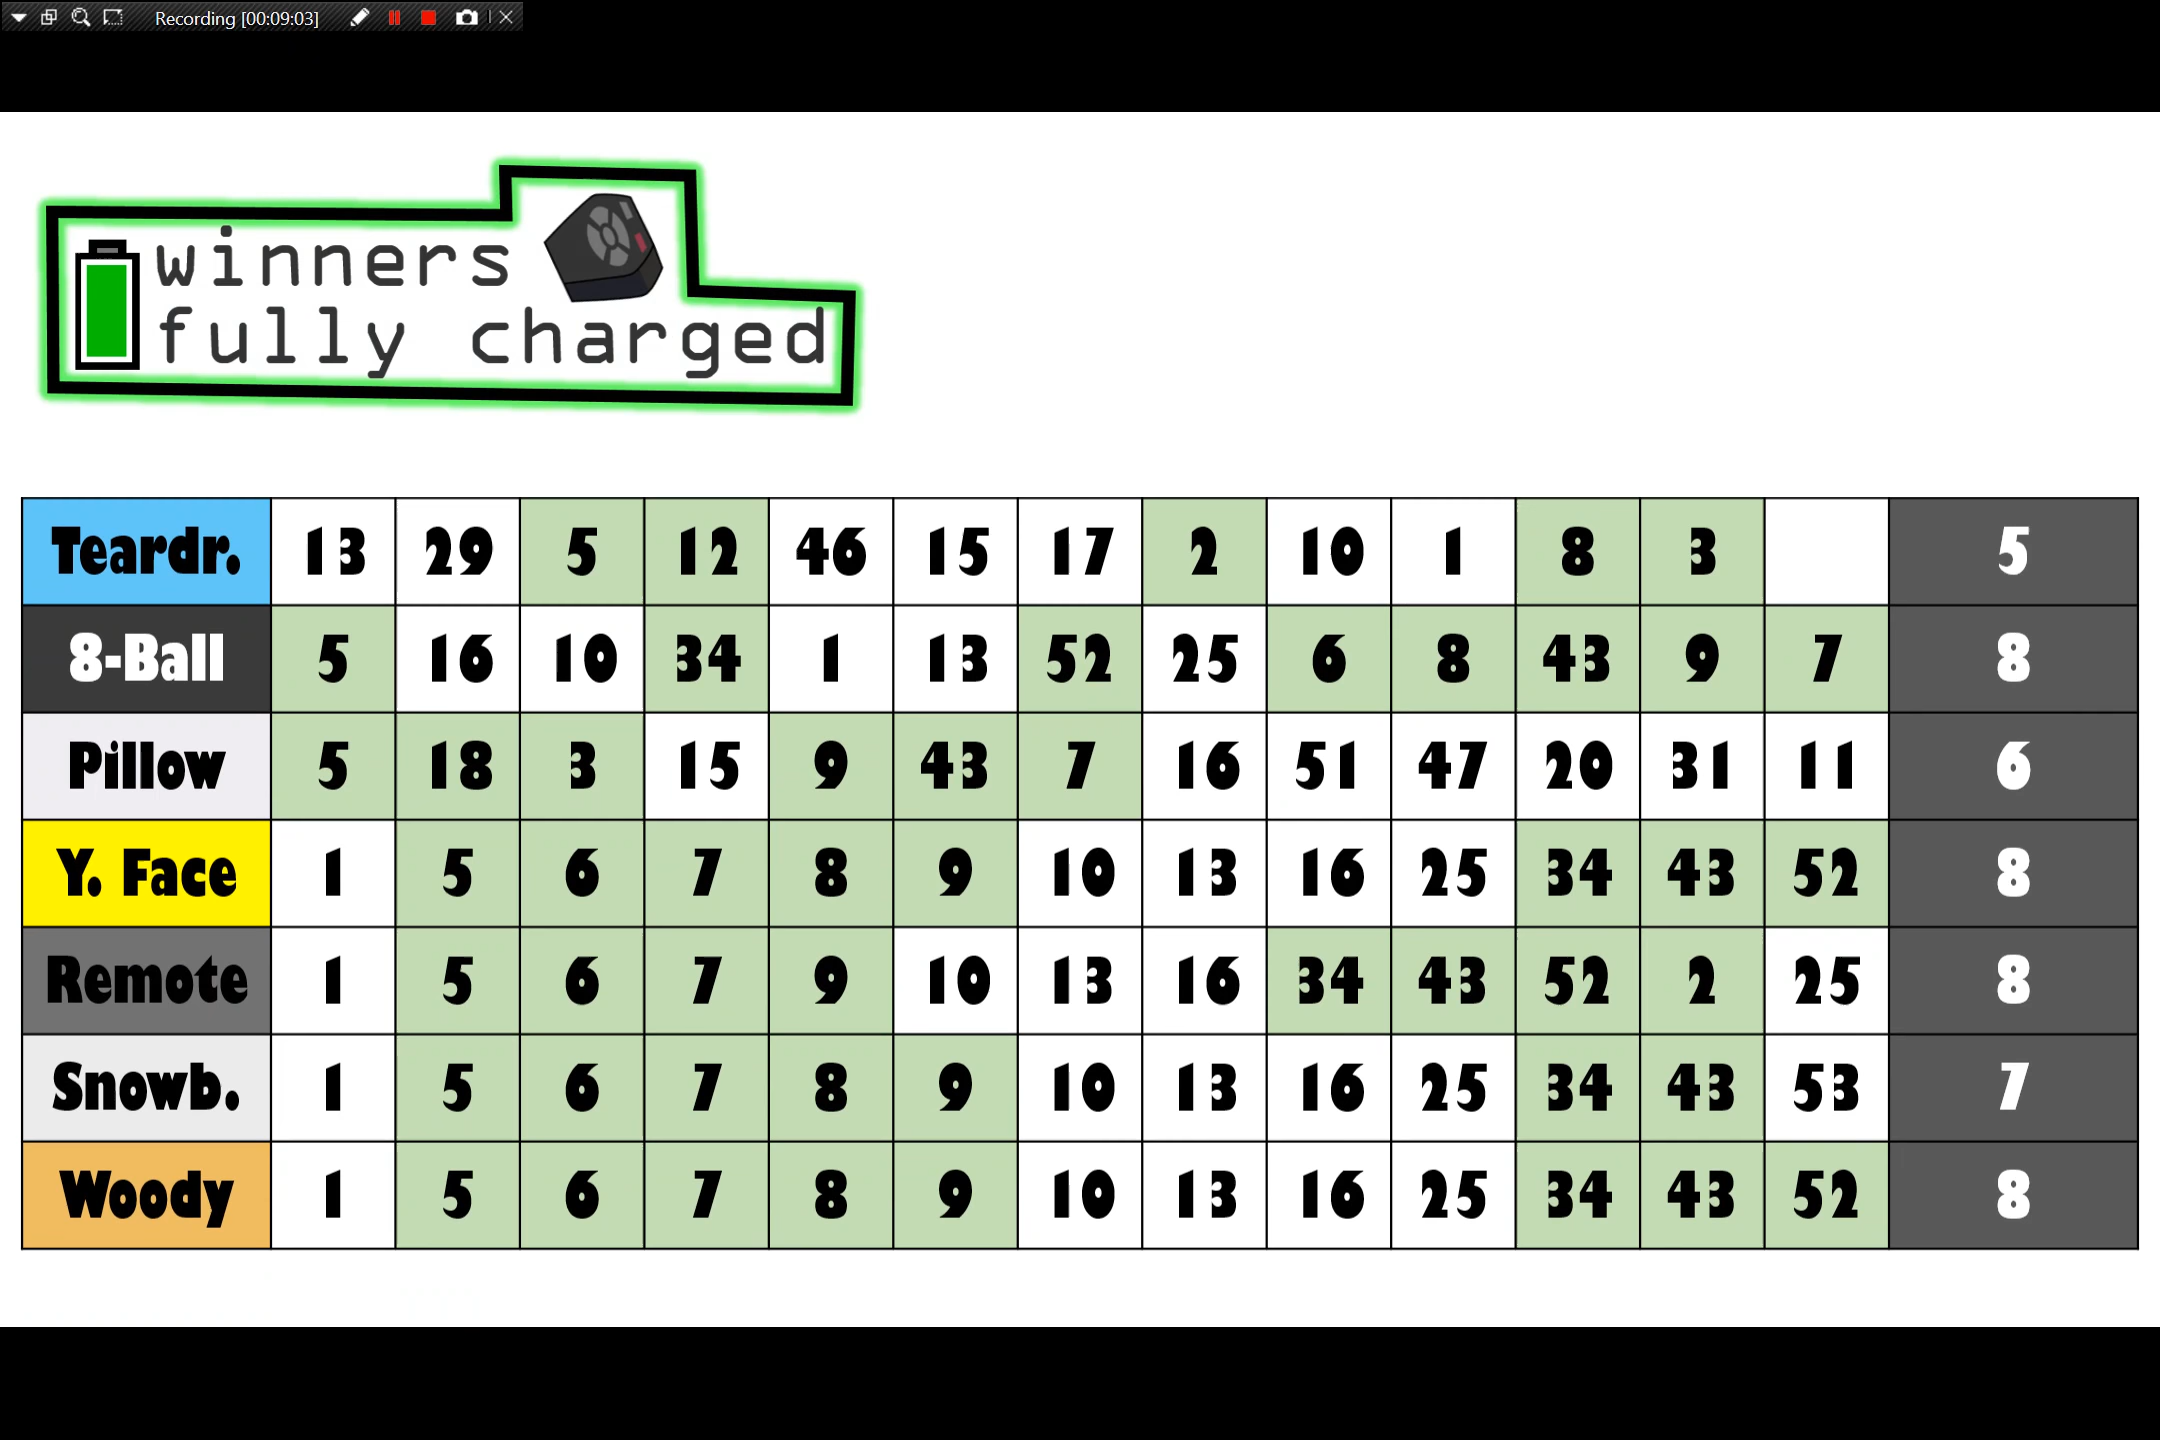 Recording [00:09:03]
winners
fully charged
Teardr. 13 29 5 12 46 15 17 2 10 1 8 3 5
8-Ball 5 16 10 34 1 13 52 25 6 8 43 9 7 8
Pillow 5 18 3 15 9 43 7 16 51 47 20 31 11 6
Y. Face 1 5 6 7 8 9 10 13 16 25 34 43 52 8
Remote 1 5 6 7 9 10 13 16 34 43 52 2 25 8
Snowb. 1 5 6 7 8 9 10 13 16 25 34 43 53 7
Woody 1 5 6 7 8 9 10 13 16 25 34 43 52 8